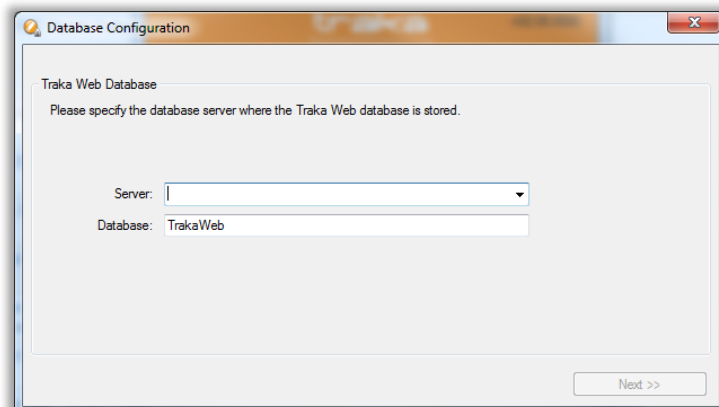 Database Configuration
traka
Traka Web Database
Please specify the database server where the Traka Web database is stored.
Server:
Database: TrakaWeb
Next >>